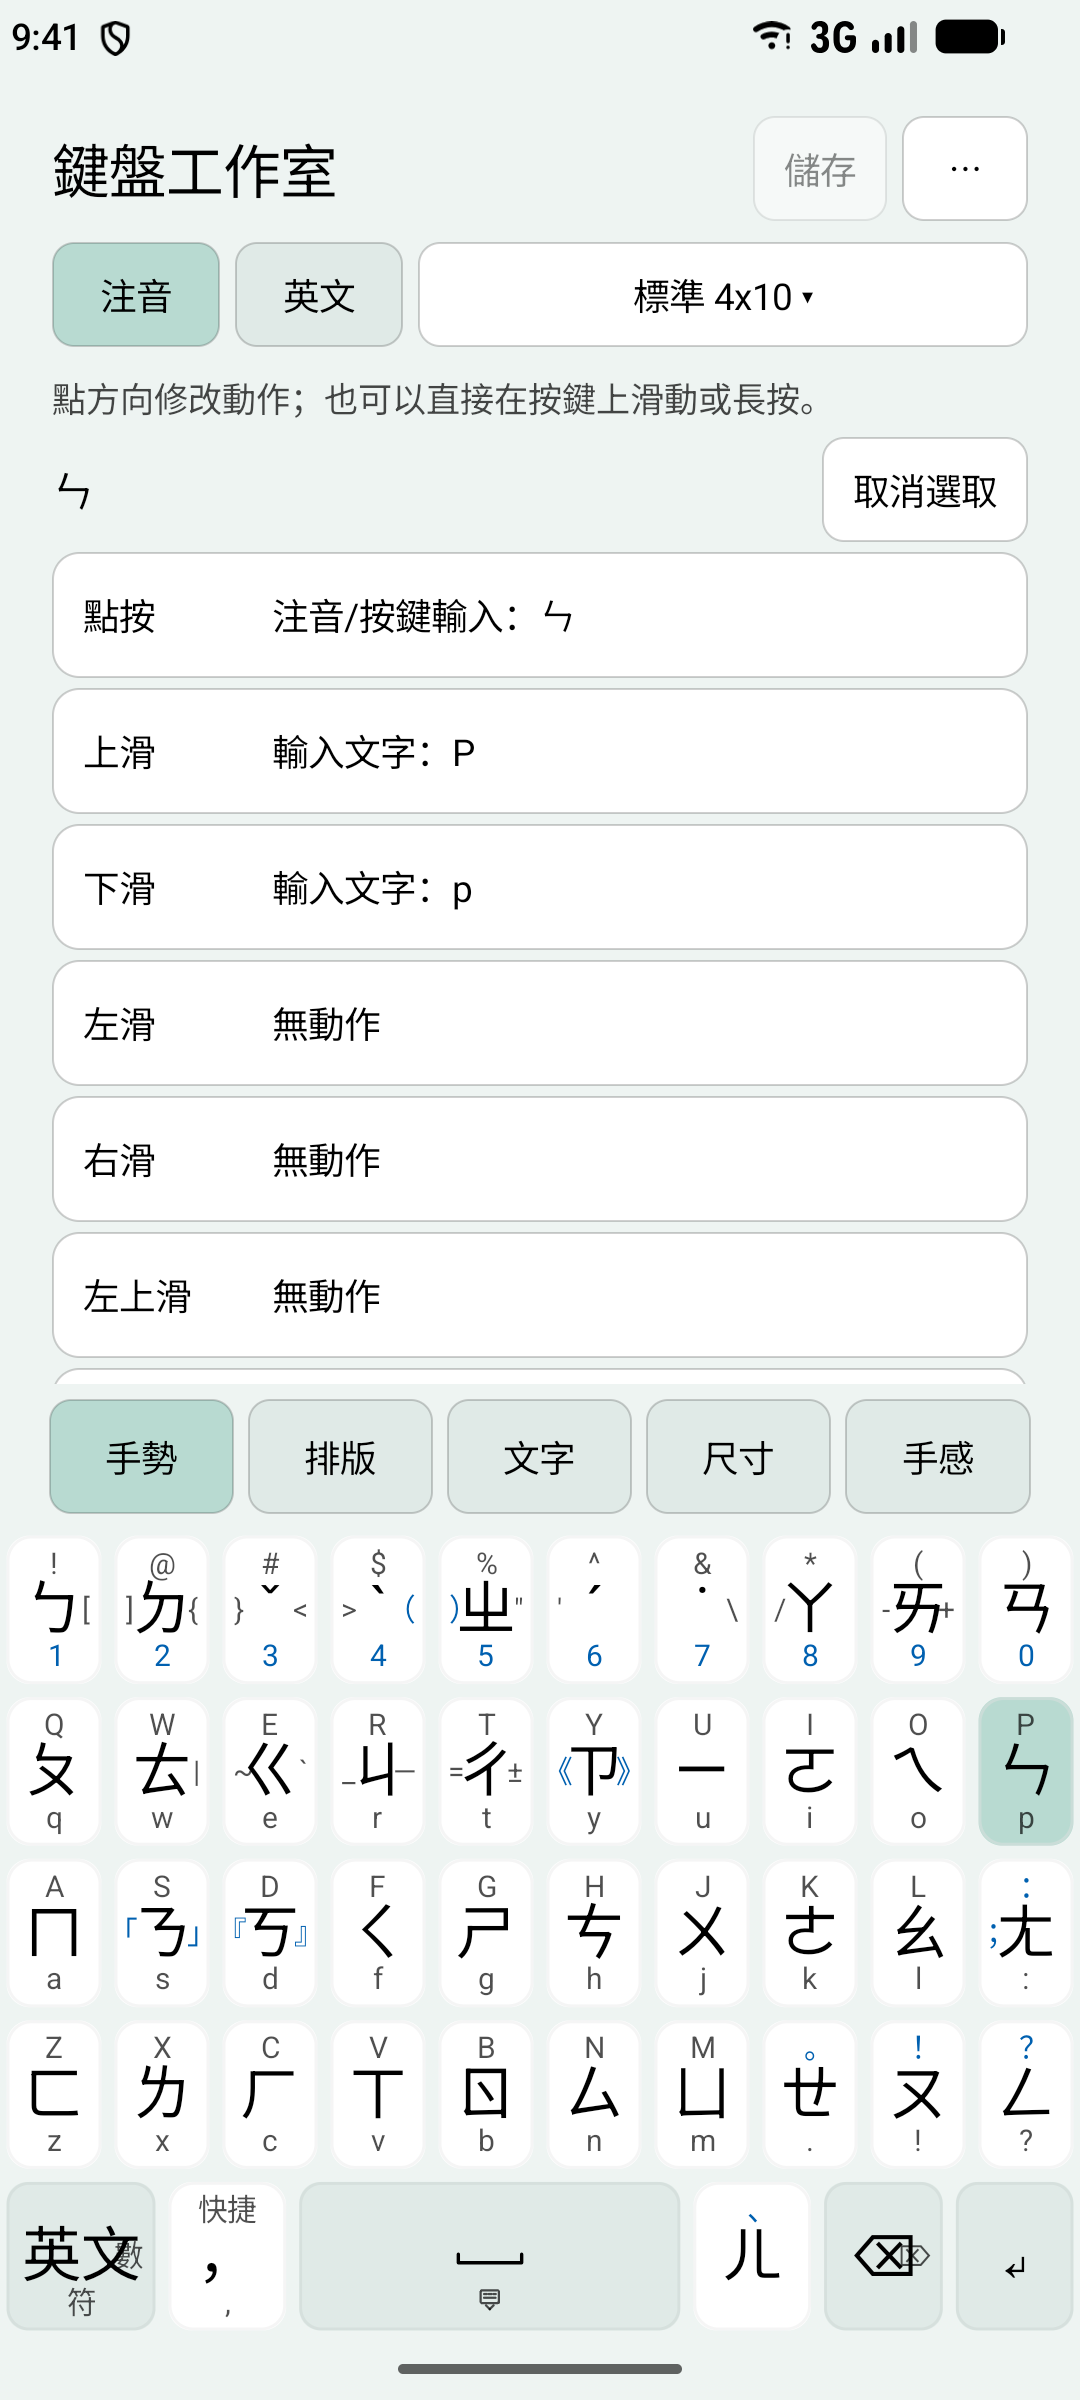 9:41 3G
鍵盤工作室 儲存 ···
注音 英文 標準 4x10 ▾
點方向修改動作；也可以直接在按鍵上滑動或長按。
ㄣ 取消選取
點按 注音/按鍵輸入：ㄣ
上滑 輸入文字：P
下滑 輸入文字：p
左滑 無動作
右滑 無動作
左上滑 無動作
手勢 排版 文字 尺寸 手感
! @ # $ % ^ & * ( )
ㄅ [ ] ㄉ { } ˇ < > ˋ （ ） ㄓ " ' ˊ ˙ \ / ㄚ - ㄞ + ㄢ
1 2 3 4 5 6 7 8 9 0
Q W E R T Y U I O P
ㄆ ㄊ | ~ ㄍ ` _ ㄐ — = ㄔ ± 《 ㄗ 》 ㄧ ㄛ ㄟ ㄣ
q w e r t y u i o p
A S D F G H J K L ：
ㄇ 「 ㄋ 」 『 ㄎ 』 ㄑ ㄕ ㄘ ㄨ ㄜ ㄠ ； ㄤ
a s d f g h j k l :
Z X C V B N M 。 ！ ？
ㄈ ㄌ ㄏ ㄒ ㄖ ㄙ ㄩ ㄝ ㄡ ㄥ
z x c v b n m . ! ?
快捷 、
英文 數 ， ㄦ
符 ,